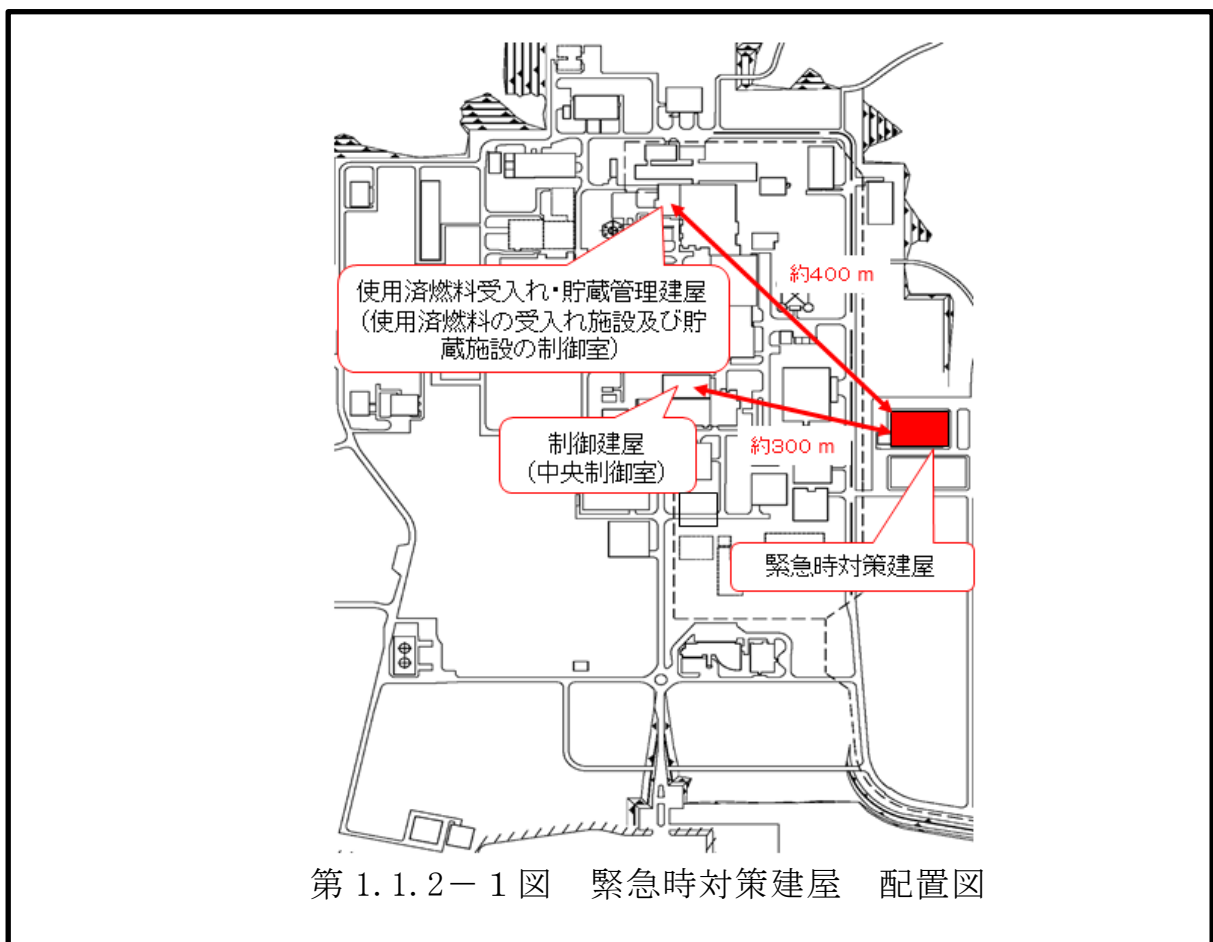 約400 m
使用済燃料受入れ・貯蔵管理建屋
(使用済燃料の受入れ施設及び貯
蔵施設の制御室)
制御建屋
(中央制御室)
約300 m
緊急時対策建屋
第 1.1.2－１図　緊急時対策建屋　配置図